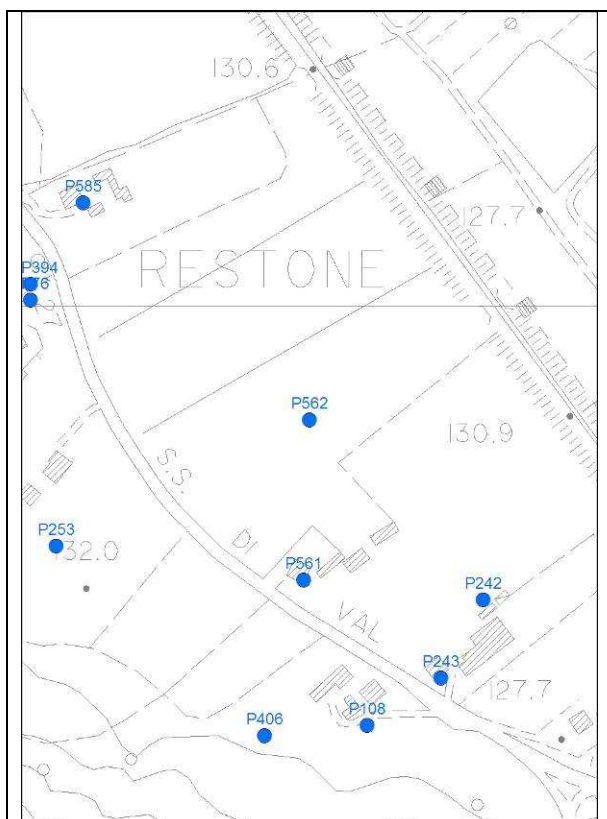 130.6
P585
127.7
RESTONE
P394
P562
130.9
S.S.
P253
132.0
DI
P561
P242
VAL
P243
127.7
P406
P108